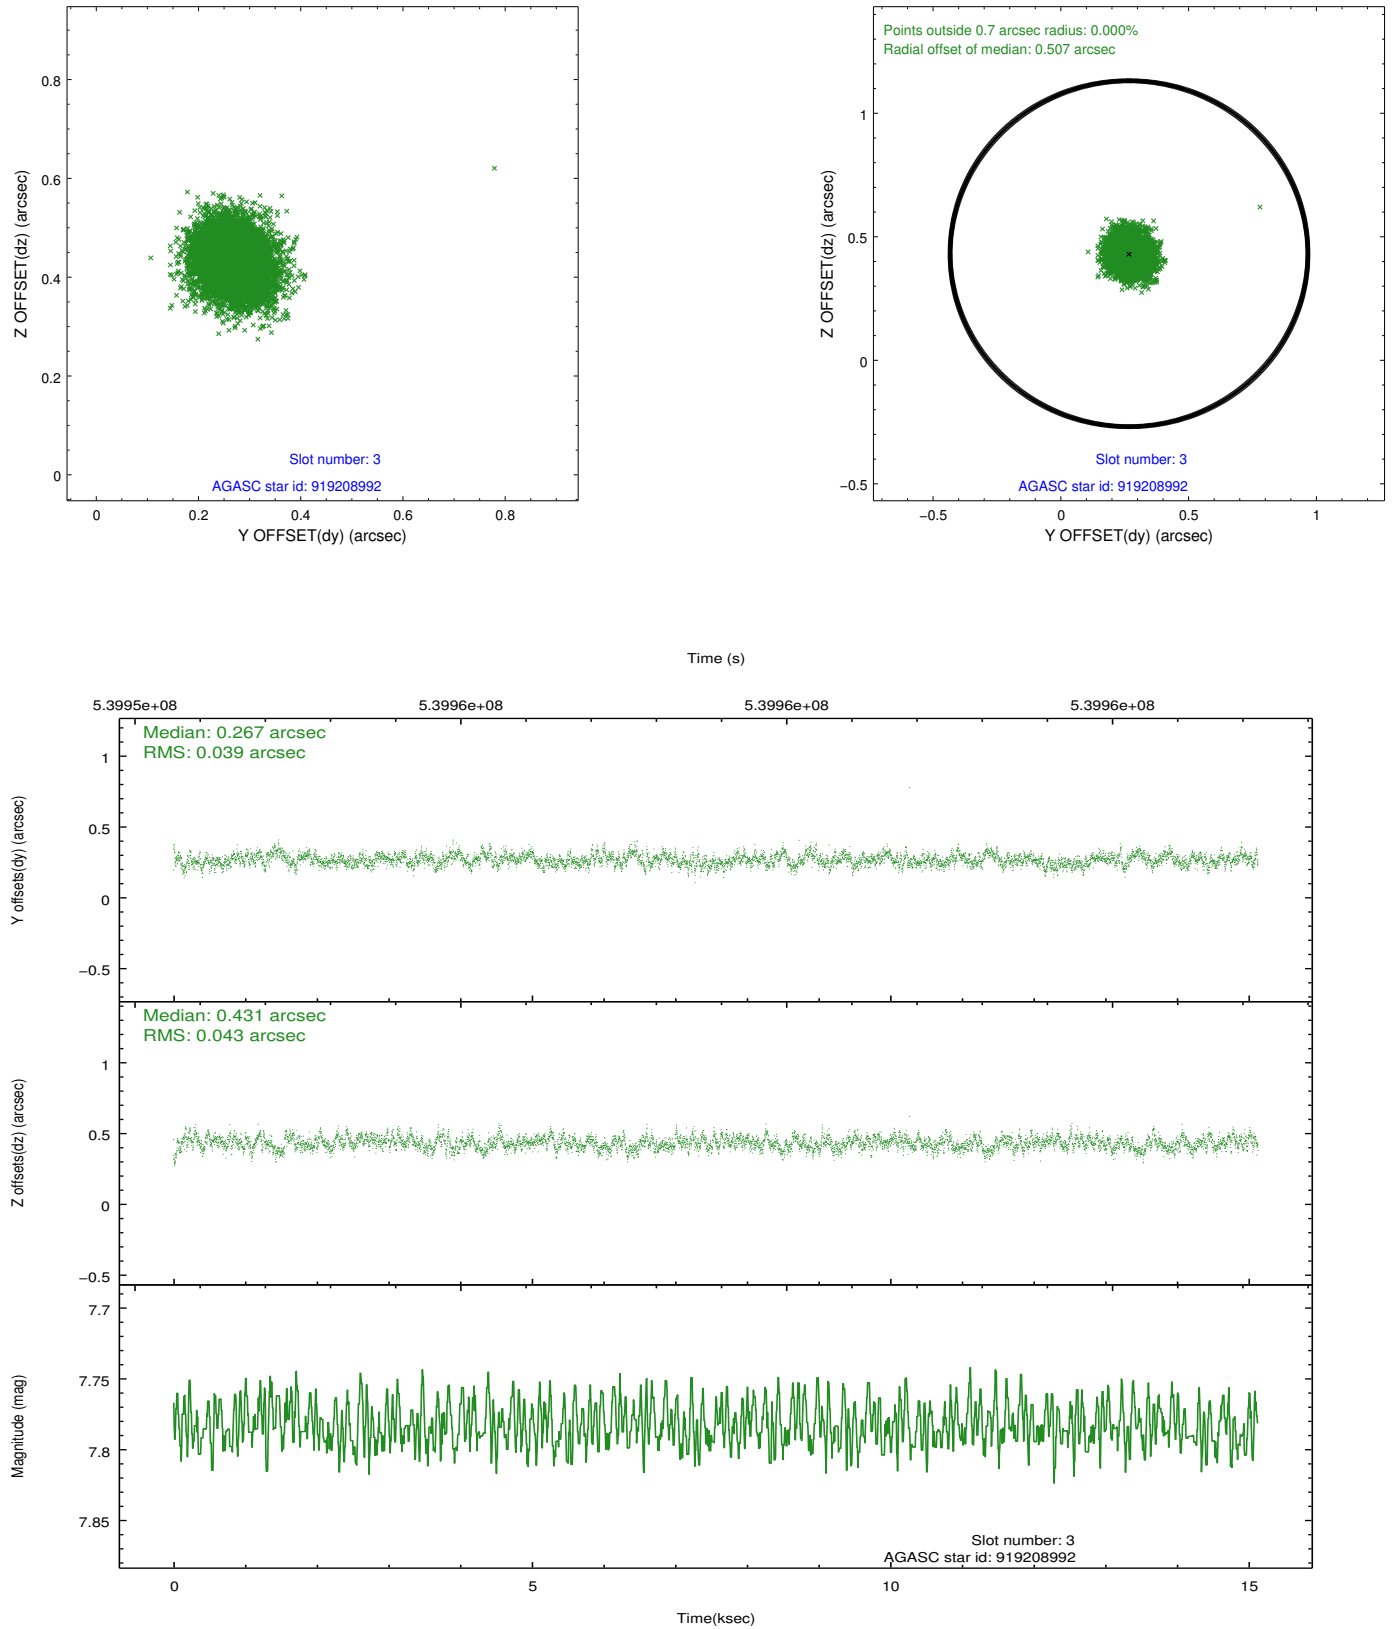 0.8
0.6
0.4
0.2
0
Z OFFSET(dz) (arcsec)
Slot number: 3
AGASC star id: 919208992
0
0.2
0.4
0.6
0.8
Y OFFSET(dy) (arcsec)
Points outside 0.7 arcsec radius: 0.000%
Radial offset of median: 0.507 arcsec
1
0.5
0
−0.5
Z OFFSET(dz) (arcsec)
Slot number: 3
AGASC star id: 919208992
−0.5
0
0.5
1
Y OFFSET(dy) (arcsec)
Time (s)
5.3995e+08
5.3996e+08
5.3996e+08
5.3996e+08
Median: 0.267 arcsec
RMS: 0.039 arcsec
1
0.5
0
−0.5
Y offsets(dy) (arcsec)
Median: 0.431 arcsec
RMS: 0.043 arcsec
1
0.5
0
−0.5
Z offsets(dz) (arcsec)
7.7
7.75
7.8
7.85
Magnitude (mag)
Slot number: 3
AGASC star id: 919208992
0
5
10
15
Time(ksec)